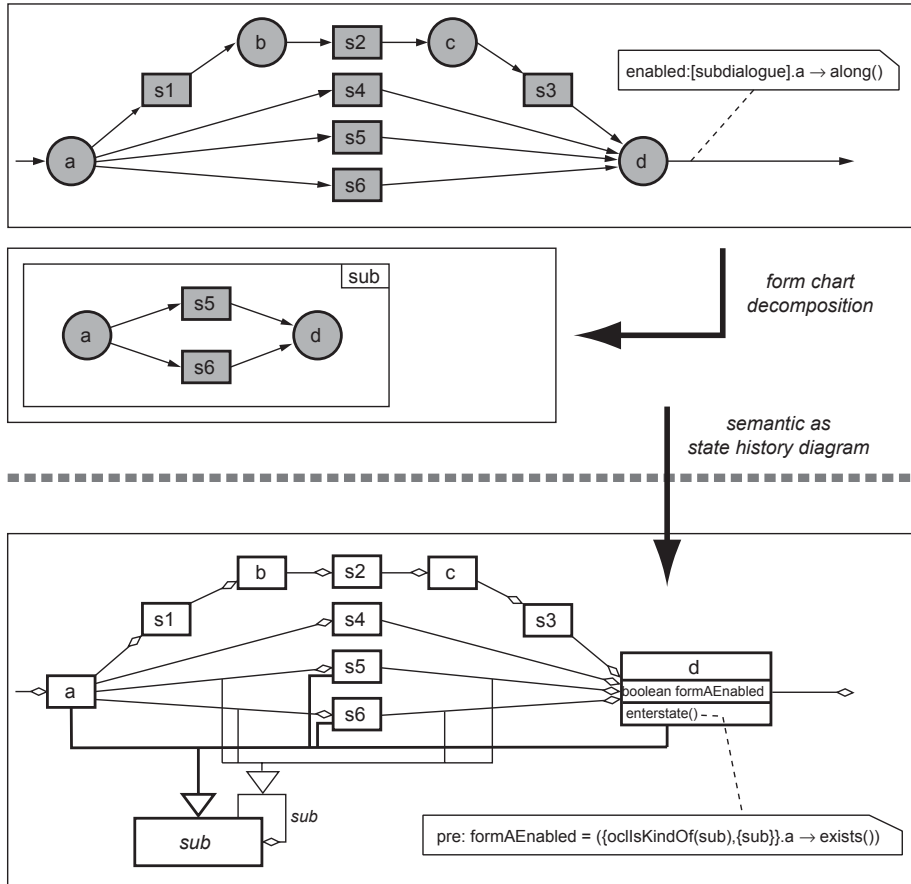 b
s2
c
enabled:[subdialogue].a → along()
s1
s4
s3
s5
a
d
s6
sub
s5
a
d
s6
form chart
decomposition
semantic as
state history diagram
b
s2
c
s1
s4
s3
s5
d
a
boolean formAEnabled
s6
enterstate()
sub
sub
pre: formAEnabled = ({oclIsKindOf(sub),{sub}}.a → exists())